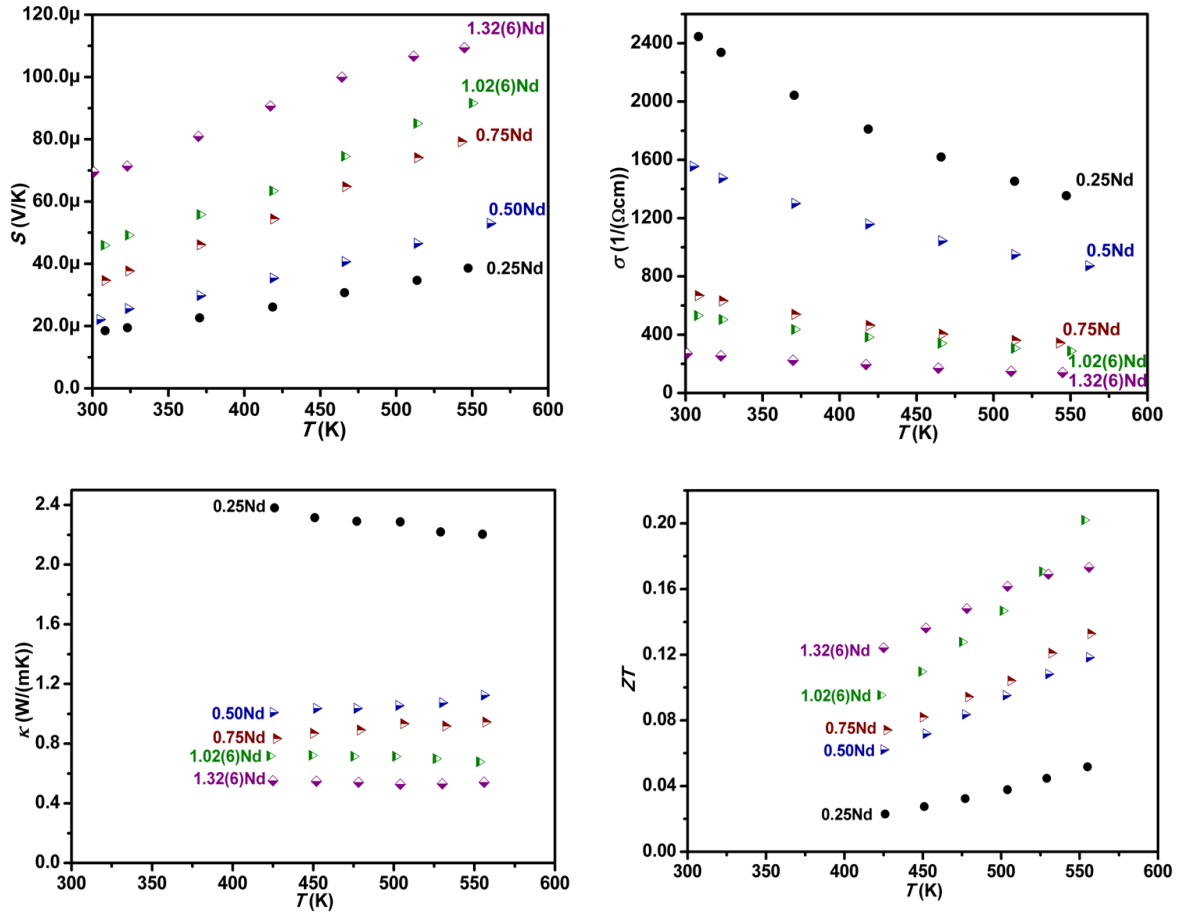 120.0µ
100.0µ
80.0µ
60.0µ
40.0µ
20.0µ
0.0
S (V/K)
1.32(6)Nd
1.02(6)Nd
0.75Nd
0.50Nd
0.25Nd
300 350 400 450 500 550 600
T (K)
2400
2000
1600
1200
800
400
0
σ (1/(Ωcm)
0.25Nd
0.5Nd
0.75Nd
1.02(6)Nd
1.32(6)Nd
300 350 400 450 500 550 600
T (K)
2.4
2.0
1.6
1.2
0.8
0.4
0.0
κ (W/(mK))
0.25Nd
0.50Nd
0.75Nd
1.02(6)Nd
1.32(6)Nd
300 350 400 450 500 550 600
T (K)
0.20
0.16
0.12
0.08
0.04
0.00
ZT
1.32(6)Nd
1.02(6)Nd
0.75Nd
0.50Nd
0.25Nd
300 350 400 450 500 550 600
T (K)